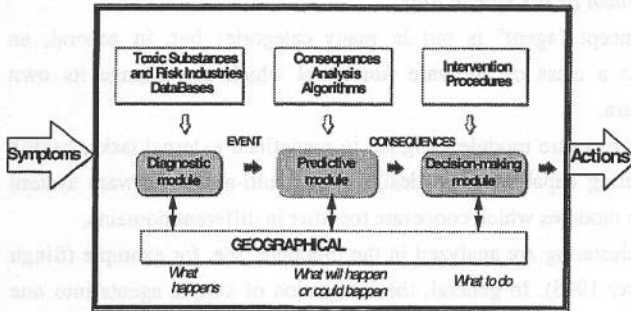 Toxic Substances
and Risk Industries
DataBases
Consequences
Analysis
Algorithms
Intervention
Procedures
Symptoms
EVENT
CONSEQUENCES
Actions
Diagnostic
module
Predictive
module
Decision-making
module
GEOGRAPHICAL
What
happens
What will happen
or could happen
What to do